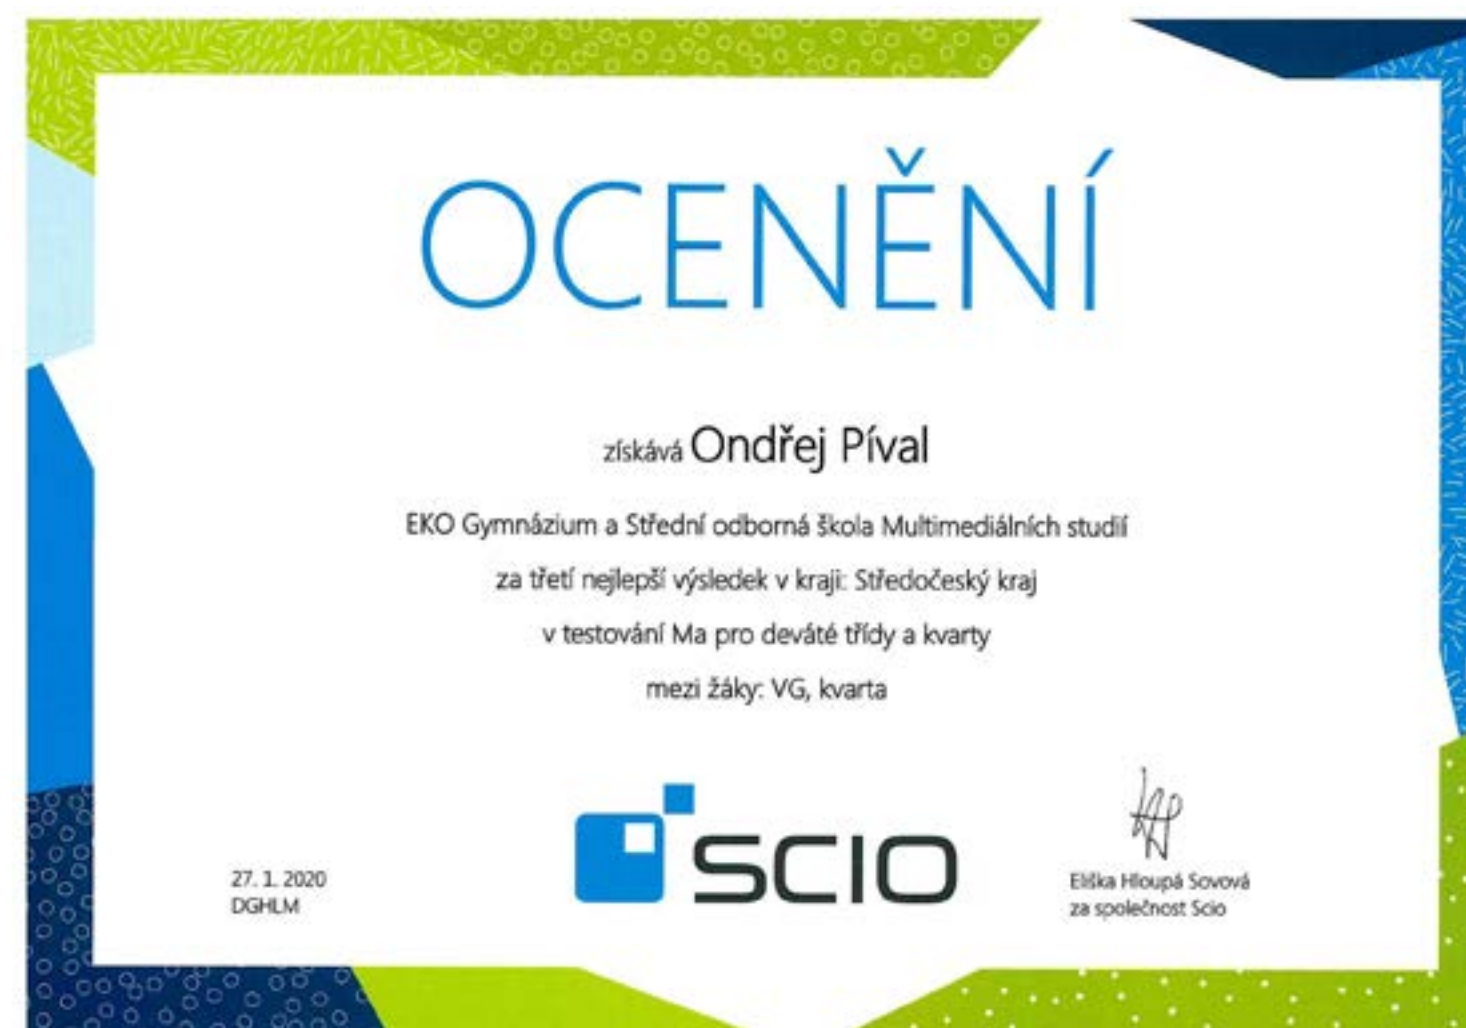 OCENĚNÍ
získává Ondřej Píval
EKO Gymnázium a Střední odborná škola Multimediálních studií
za třetí nejlepší výsledek v kraji: Středočeský kraj
v testování Ma pro deváté třídy a kvarty
mezi žáky: VG, kvarta
SCIO
27. 1. 2020
DGHLM
Eliška Hloupá Sovová
za společnost Scio